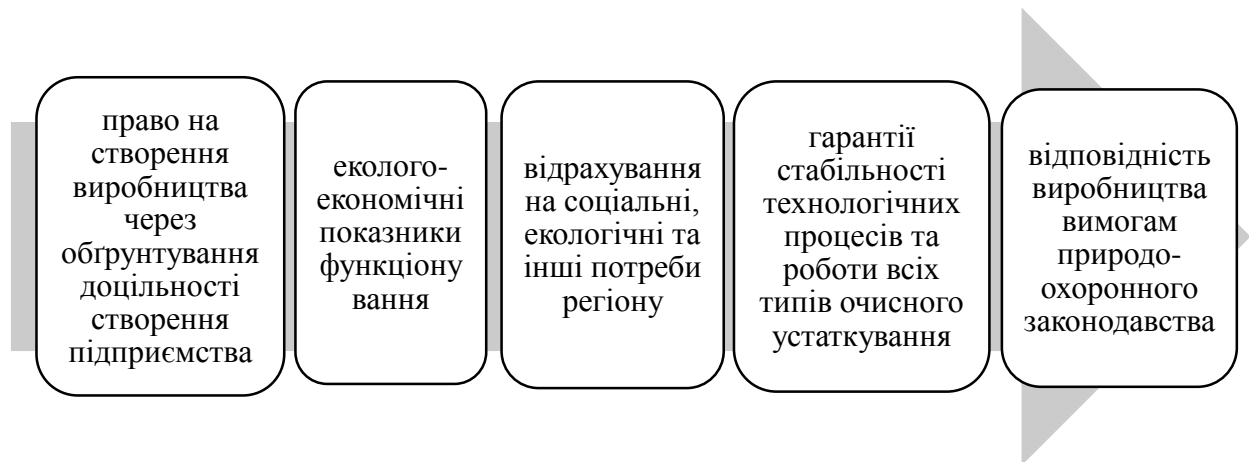 право на
створення
виробництва
через
обґрунтування
доцільності
створення
підприємства
еколого-
економічні
показники
функціону
вання
відрахування
на соціальні,
екологічні та
інші потреби
регіону
гарантії
стабільності
технологічних
процесів та
роботи всіх
типів очисного
устаткування
відповідність
виробництва
вимогам
природо-
охоронного
законодавства